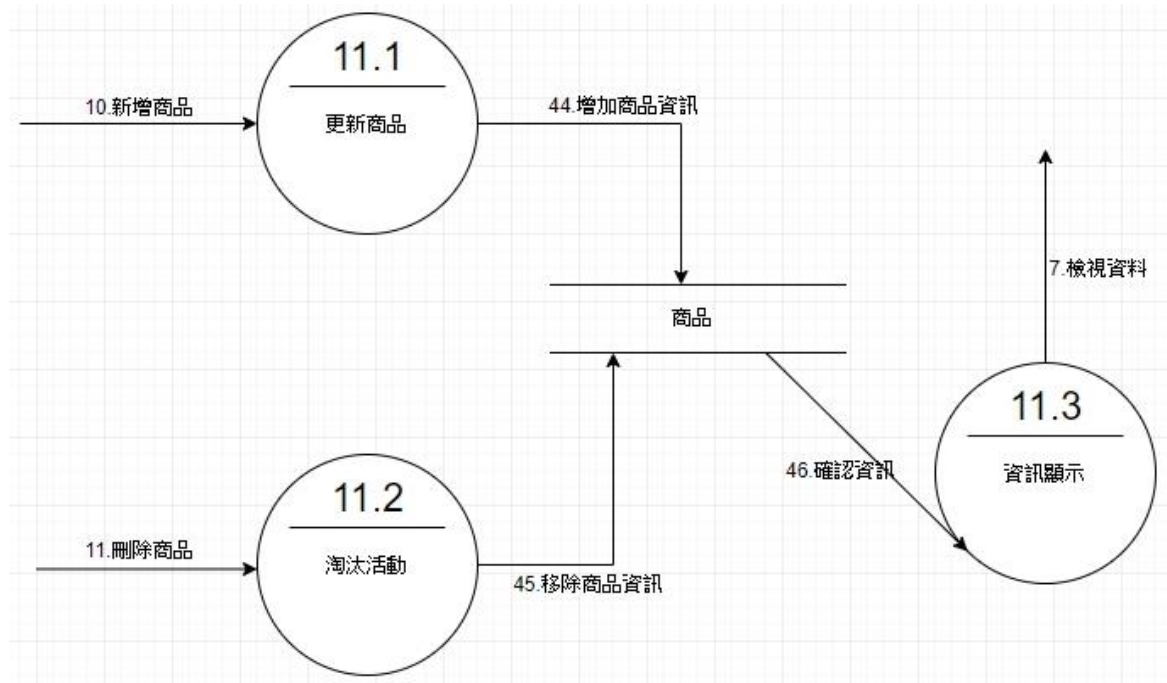 11.1
10.新增商品
更新商品
44.增加商品資訊
7.檢視資料
商品
11.3
46.確認資訊
資訊顯示
11.2
11.刪除商品
淘汰活動
45.移除商品資訊